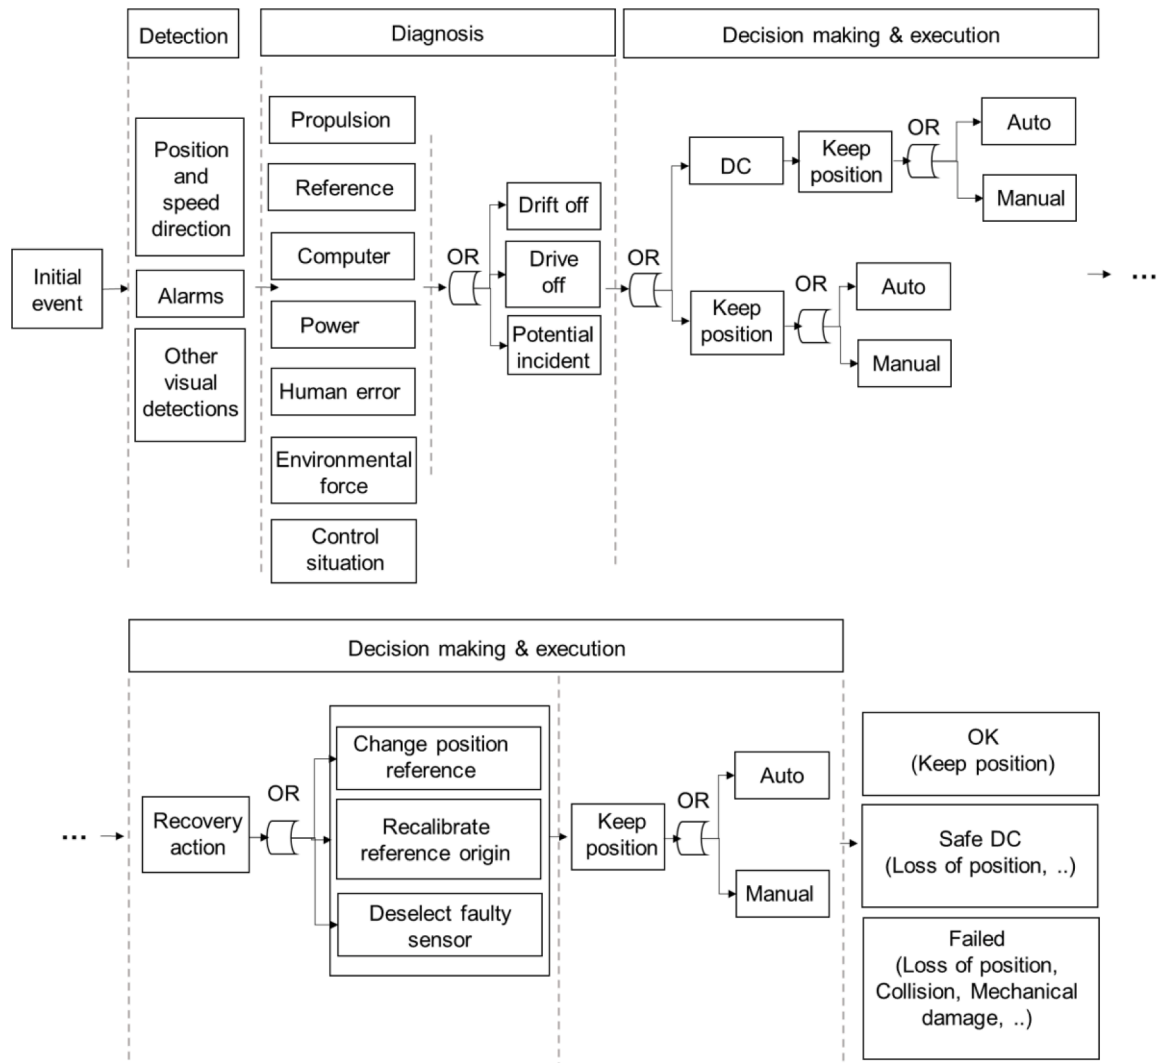 Detection
Diagnosis
Decision making & execution
Initial
event
Position
and
speed
direction
Alarms
Other
visual
detections
Propulsion
Reference
Computer
Power
Human error
Environmental
force
Control
situation
OR
Drift off
Drive
off
Potential
incident
OR
DC
Keep
position
OR
Auto
Manual
Keep
position
OR
Auto
Manual
...
Decision making & execution
...
Recovery
action
OR
Change position
reference
Recalibrate
reference origin
Deselect faulty
sensor
Keep
position
OR
Auto
Manual
OK
(Keep position)
Safe DC
(Loss of position, ..)
Failed
(Loss of position,
Collision, Mechanical
damage, ..)